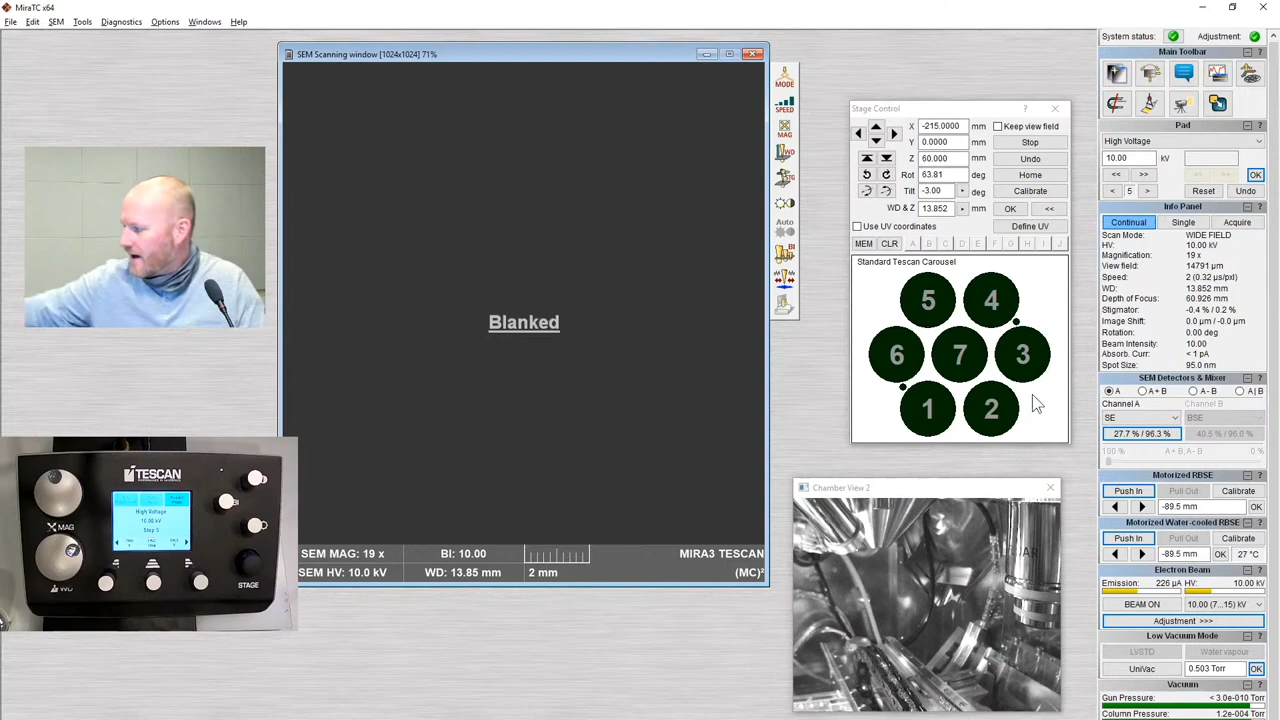 MiraTC x64
File Edit SEM Tools Diagnostics Options Windows Help
System status: Adjustment:
Main Toolbar
SEM Scanning window [1024x1024] 71%
MODE
SPEED
MAG
WD
STG
Auto
BI
Blanked
SEM MAG: 19 x BI: 10.00 MIRA3 TESCAN
SEM HV: 10.0 kV WD: 13.85 mm 2 mm (MC)²
Stage Control ?
X -215.0000 mm Keep view field
Y 0.0000 mm Stop
Z 60.000 mm Undo
Rot 63.81 deg Home
Tilt -3.00 deg Calibrate
WD & Z 13.852 mm OK <<
Use UV coordinates Define UV
MEM CLR A B C D E F G H I J
Standard Tescan Carousel
5 4
6 7 3
1 2
Chamber View 2
Pad ?
High Voltage
10.00 kV
<< >> << >> OK
< 5 > Reset Undo
Info Panel ?
Continual Single Acquire
Scan Mode: WIDE FIELD
HV: 10.00 kV
Magnification: 19 x
View field: 14791 µm
Speed: 2 (0.32 µs/pxl)
WD: 13.852 mm
Depth of Focus: 60.926 mm
Stigmator: -0.4 % / 0.2 %
Image Shift: 0.0 µm / -0.0 µm
Rotation: 0.00 deg
Beam Intensity: 10.00
Absorb. Curr: < 1 pA
Spot Size: 95.0 nm
SEM Detectors & Mixer ?
A A + B A - B A|B
Channel A Channel B
SE BSE
27.7 % / 96.3 % 40.5 % / 96.0 %
100 % A + B,A - B 0 %
Motorized RBSE ?
Push In Pull Out Calibrate
-89.5 mm OK
Motorized Water-cooled RBSE ?
Push In Pull Out Calibrate
-89.5 mm OK 27 °C
Electron Beam ?
Emission: 226 µA HV: 10.00 kV
BEAM ON 10.00 (7...15) kV
Adjustment >>>
Low Vacuum Mode ?
LVSTD Water vapour
UniVac 0.503 Torr OK
Vacuum ?
Gun Pressure: < 3.0e-010 Torr
Column Pressure: 1.2e-004 Torr
TESCAN
High Voltage
10.00 kV
Step 5
MAG
WD
BI
STAGE